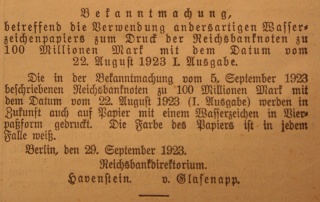 Bekanntmachung,
betreffend die Verwendung andersartigen Wasser-
zeichenpapiers zum Druck der Reichsbanknoten zu
100 Millionen Mark mit dem Datum vom
22. August 1923 I. Ausgabe.
Die in der Bekanntmachung vom 5. September 1923
beschriebenen Reichsbanknoten zu 100 Millionen Mark mit
dem Datum vom 22. August 1923 (I. Ausgabe) werden in
Zukunft auch auf Papier mit einem Wasserzeichen in Vier-
paßform gedruckt. Die Farbe des Papiers ist in jedem
Falle weiß.
Berlin, den 29. September 1923.
Reichsbankdirektorium.
Havenstein. v. Glasenapp.